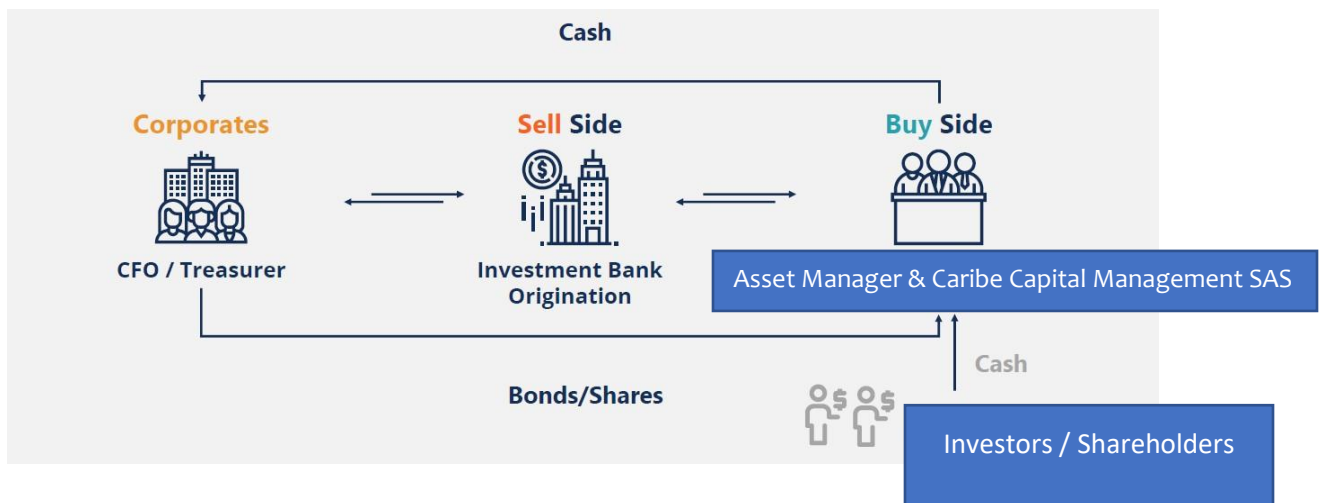 Cash
Corporates
Sell Side
Buy Side
$
CFO / Treasurer
Investment Bank
Origination
Asset Manager & Caribe Capital Management SAS
Cash
Bonds/Shares
$ $
Investors / Shareholders